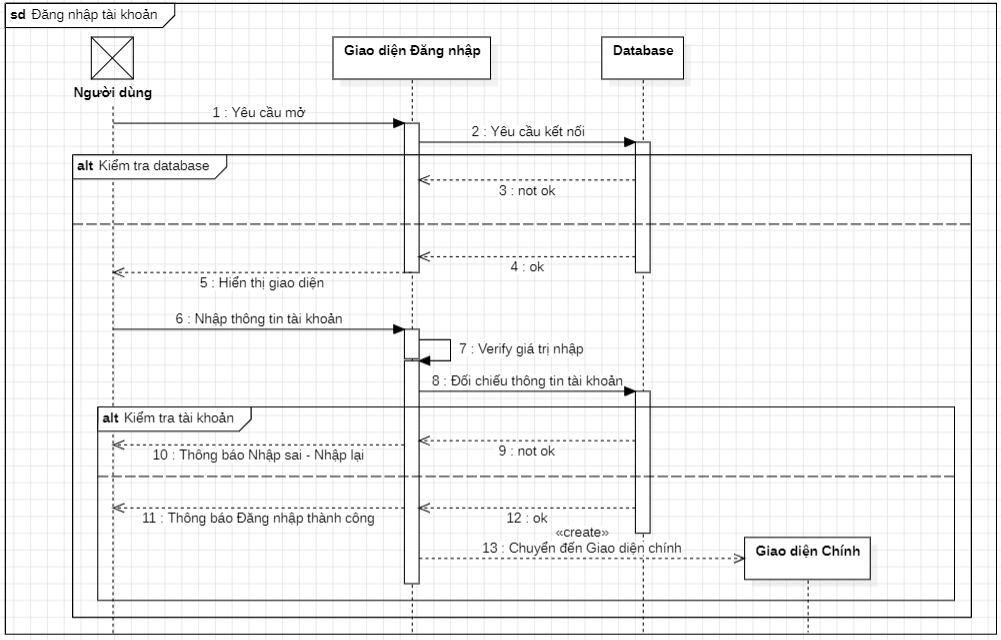 sd Đăng nhập tài khoản
Giao diện Đăng nhập
Database
Người dùng
1 : Yêu cầu mở
2 : Yêu cầu kết nối
alt Kiểm tra database
3 : not ok
4 : ok
5 : Hiển thị giao diện
6 : Nhập thông tin tài khoản
7 : Verify giá trị nhập
8 : Đối chiếu thông tin tài khoản
alt Kiểm tra tài khoản
9 : not ok
10 : Thông báo Nhập sai - Nhập lại
11 : Thông báo Đăng nhập thành công
12 : ok
«create»
13 : Chuyển đến Giao diện chính
Giao diện Chính